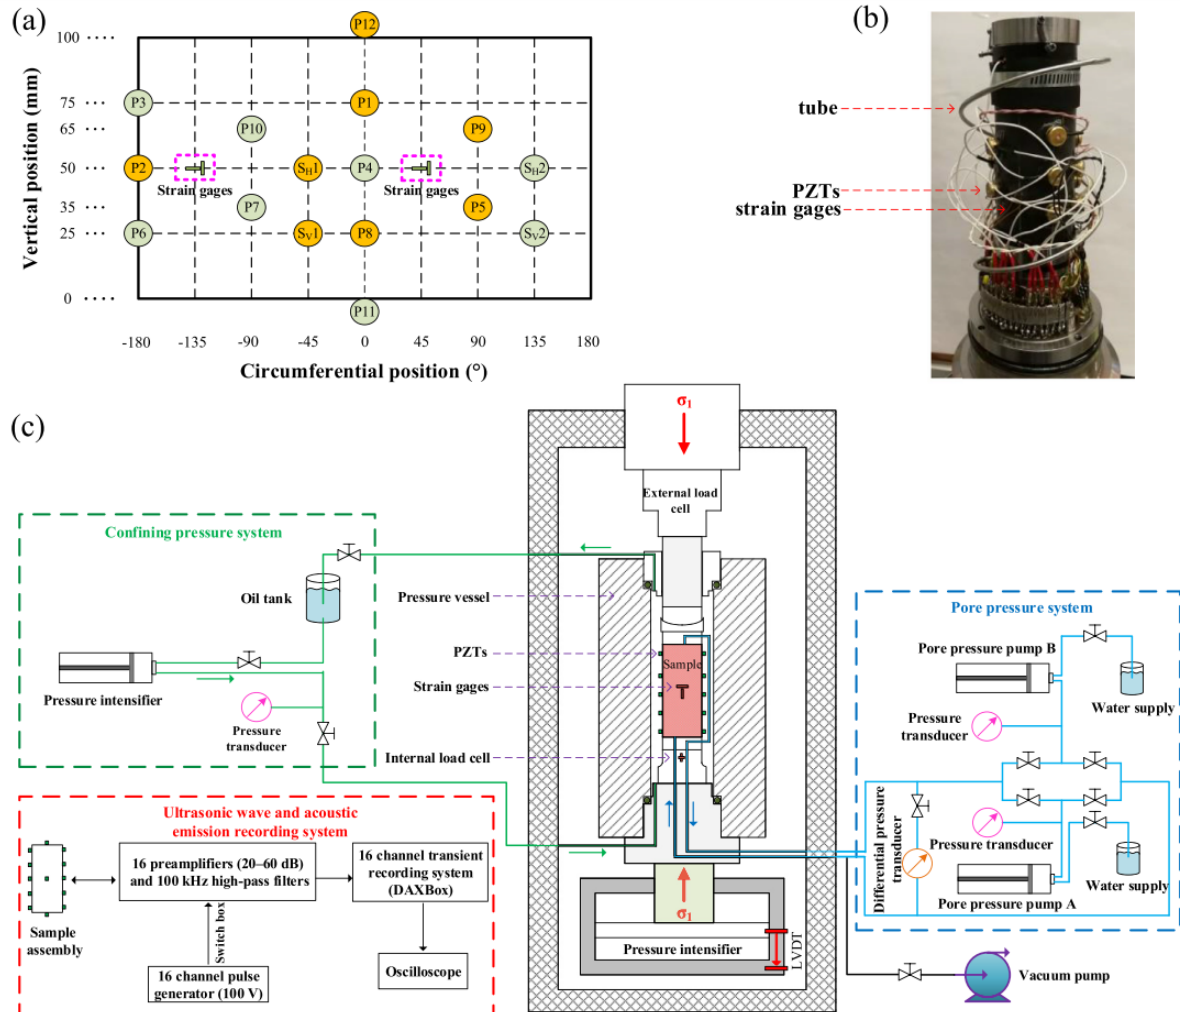 (a)
P12
100
P3
P1
75
P10
P9
65
P2
SH1
P4
SH2
50
Strain gages
Strain gages
P7
P5
35
P6
SV1
P8
SV2
25
0
P11
-180
-135
-90
-45
0
45
90
135
180
Vertical position (mm)
Circumferential position (°)
(b)
tube
PZTs
strain gages
(c)
σ1
External load
cell
Confining pressure system
Oil tank
Pressure intensifier
Pressure
transducer
Pressure vessel
PZTs
Sample
Strain gages
Internal load cell
σ1
Pressure intensifier
LVDT
Pore pressure system
Pore pressure pump B
Water supply
Pressure
transducer
Differential pressure
transducer
Pressure transducer
Pore pressure pump A
Water supply
Vacuum pump
Ultrasonic wave and acoustic
emission recording system
Sample
assembly
16 preamplifiers (20–60 dB)
and 100 kHz high-pass filters
16 channel transient
recording system
(DAXBox)
Switch box
16 channel pulse
generator (100 V)
Oscilloscope